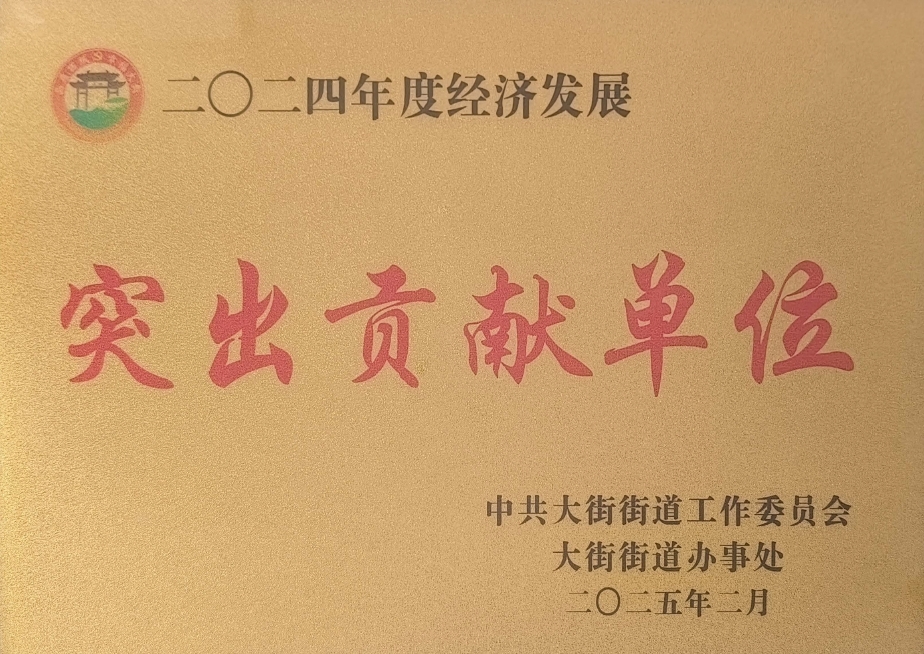 二〇二四年度经济发展
突出贡献单位
中共大街街道工作委员会
大街街道办事处
二〇二五年二月